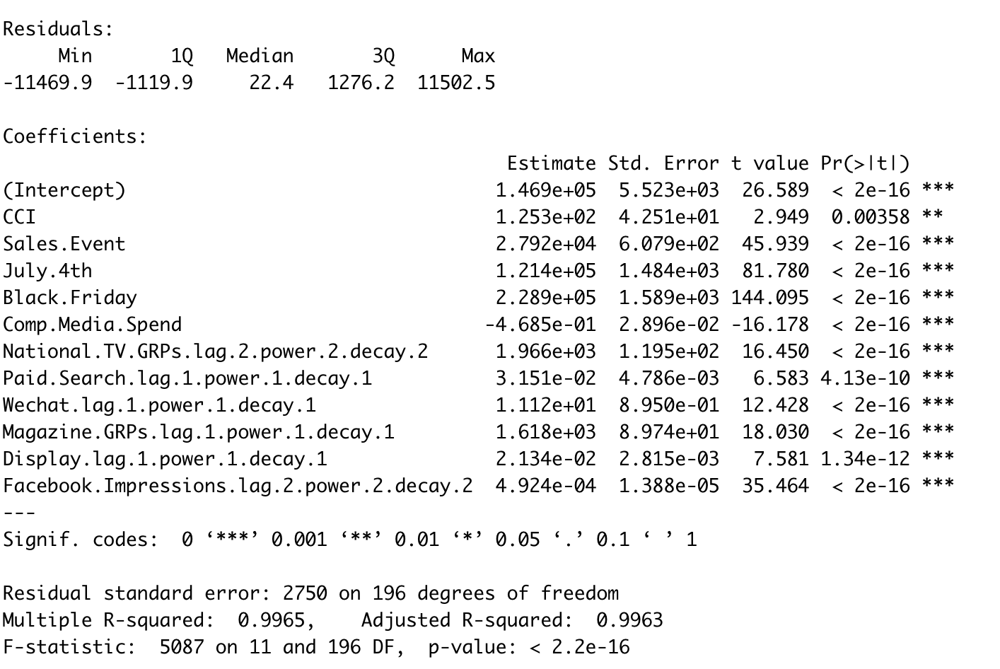 Residuals:
     Min       1Q   Median       3Q      Max
-11469.9  -1119.9     22.4   1276.2  11502.5

Coefficients:
                                          Estimate Std. Error t value Pr(>|t|)
(Intercept)                              1.469e+05  5.523e+03  26.589  < 2e-16 ***
CCI                                      1.253e+02  4.251e+01   2.949  0.00358 **
Sales.Event                              2.792e+04  6.079e+02  45.939  < 2e-16 ***
July.4th                                 1.214e+05  1.484e+03  81.780  < 2e-16 ***
Black.Friday                             2.289e+05  1.589e+03 144.095  < 2e-16 ***
Comp.Media.Spend                        -4.685e-01  2.896e-02 -16.178  < 2e-16 ***
National.TV.GRPs.lag.2.power.2.decay.2   1.966e+03  1.195e+02  16.450  < 2e-16 ***
Paid.Search.lag.1.power.1.decay.1        3.151e-02  4.786e-03   6.583 4.13e-10 ***
Wechat.lag.1.power.1.decay.1             1.112e+01  8.950e-01  12.428  < 2e-16 ***
Magazine.GRPs.lag.1.power.1.decay.1      1.618e+03  8.974e+01  18.030  < 2e-16 ***
Display.lag.1.power.1.decay.1            2.134e-02  2.815e-03   7.581 1.34e-12 ***
Facebook.Impressions.lag.2.power.2.decay.2  4.924e-04  1.388e-05  35.464  < 2e-16 ***
---
Signif. codes:  0 ‘***’ 0.001 ‘**’ 0.01 ‘*’ 0.05 ‘.’ 0.1 ‘ ’ 1

Residual standard error: 2750 on 196 degrees of freedom
Multiple R-squared:  0.9965,    Adjusted R-squared:  0.9963
F-statistic:  5087 on 11 and 196 DF,  p-value: < 2.2e-16